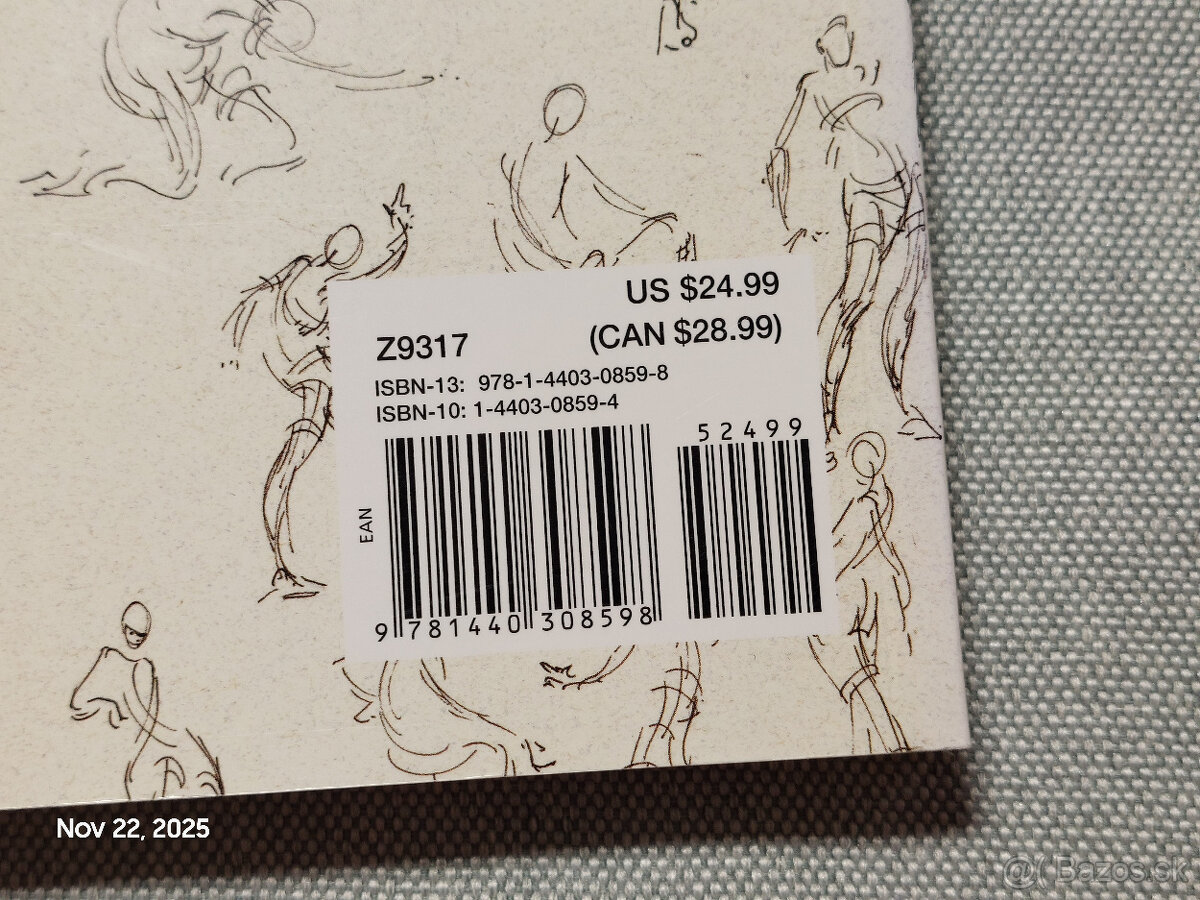 US $24.99
Z9317 (CAN $28.99)
ISBN-13: 978-1-4403-0859-8
ISBN-10: 1-4403-0859-4
52499
EAN
9 781440 308598
Nov 22, 2025
@( Bazos.sk